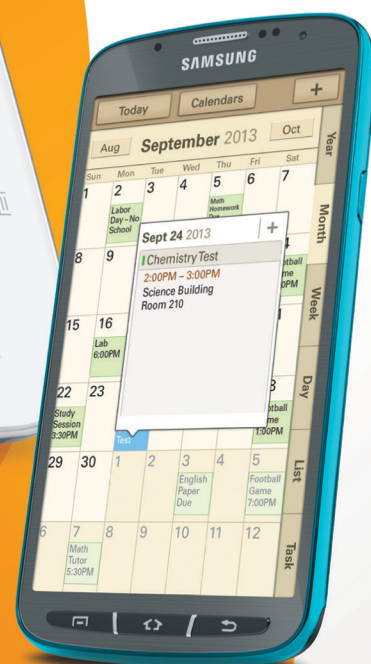 SAMSUNG
Today
Calendars
+
Aug
September 2013
Oct
Year
Month
Week
Day
List
Task
Sun Mon Tue Wed Thu Fri Sat
1 2 3 4 5 6 7
Labor
Day – No
School
Math
Homework
8 9
Sept 24 2013
+
Chemistry Test
2:00PM – 3:00PM
Science Building
Room 210
15 16
Lab
6:00PM
22 23
Study
Session
3:30PM
Test
1:00PM
29 30 1 2 3 4 5
English
Paper
Due
Football
Game
7:00PM
6 7 8 9 10 11 12
Math
Tutor
5:30PM